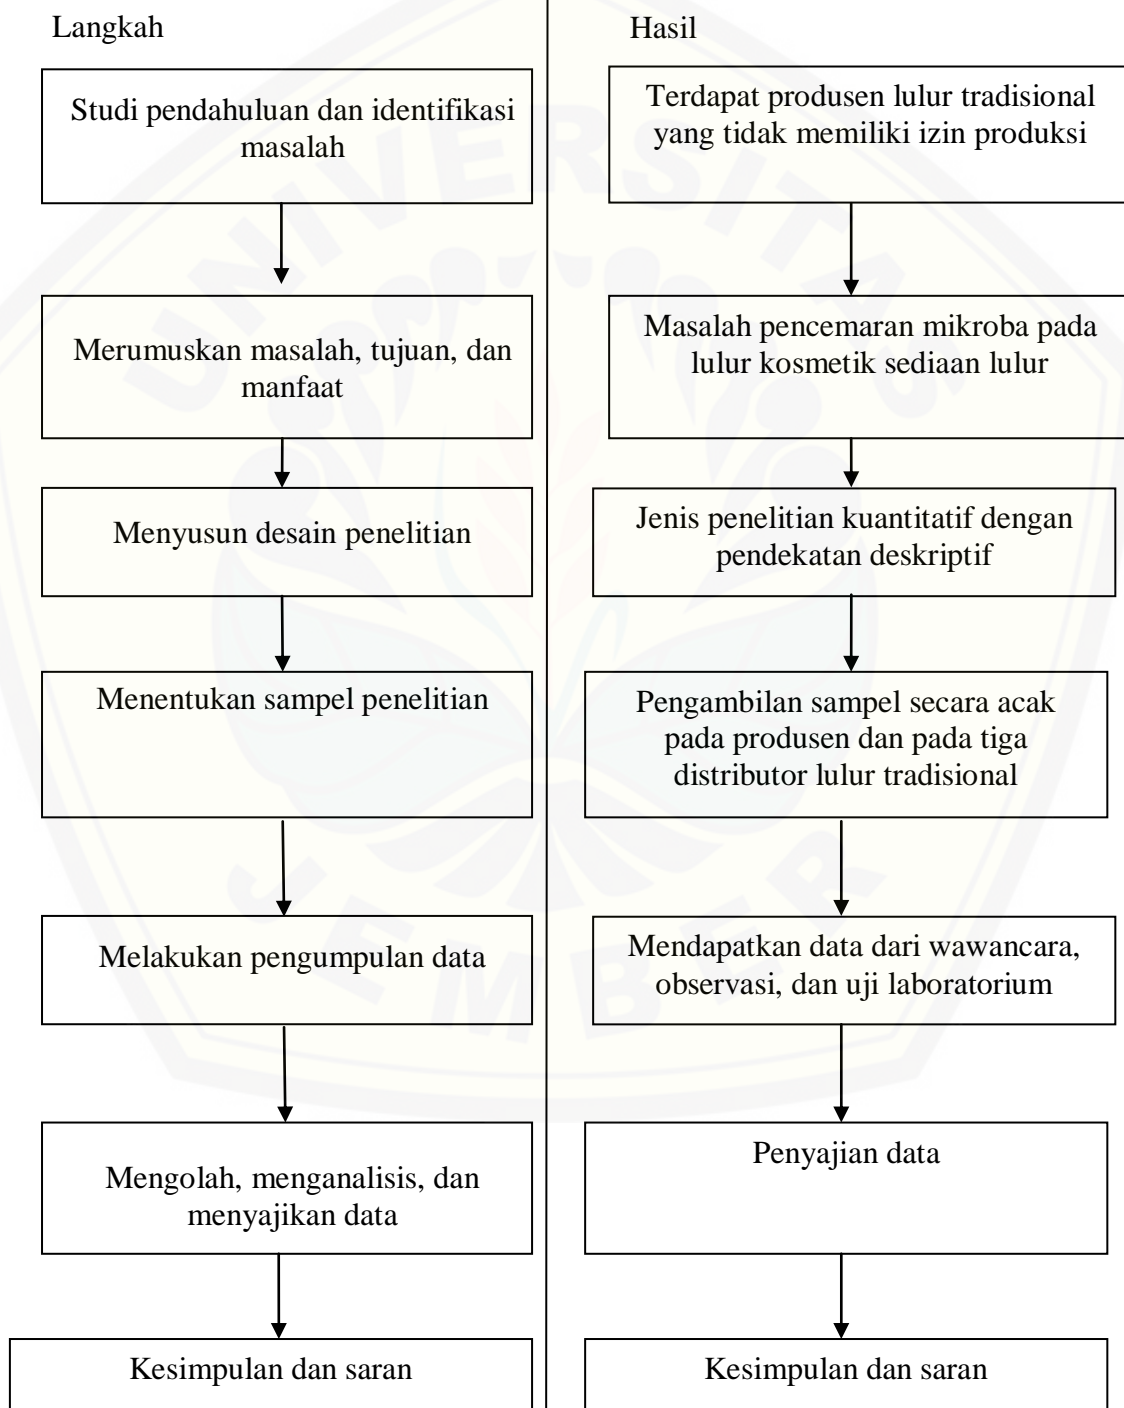 Langkah
Hasil
Studi pendahuluan dan identifikasi
masalah
Terdapat produsen lulur tradisional
yang tidak memiliki izin produksi
Merumuskan masalah, tujuan, dan
manfaat
Masalah pencemaran mikroba pada
lulur kosmetik sediaan lulur
Menyusun desain penelitian
Jenis penelitian kuantitatif dengan
pendekatan deskriptif
Menentukan sampel penelitian
Pengambilan sampel secara acak
pada produsen dan pada tiga
distributor lulur tradisional
Melakukan pengumpulan data
Mendapatkan data dari wawancara,
observasi, dan uji laboratorium
Mengolah, menganalisis, dan
menyajikan data
Penyajian data
Kesimpulan dan saran
Kesimpulan dan saran
UNIVERSITAS
JEMBER